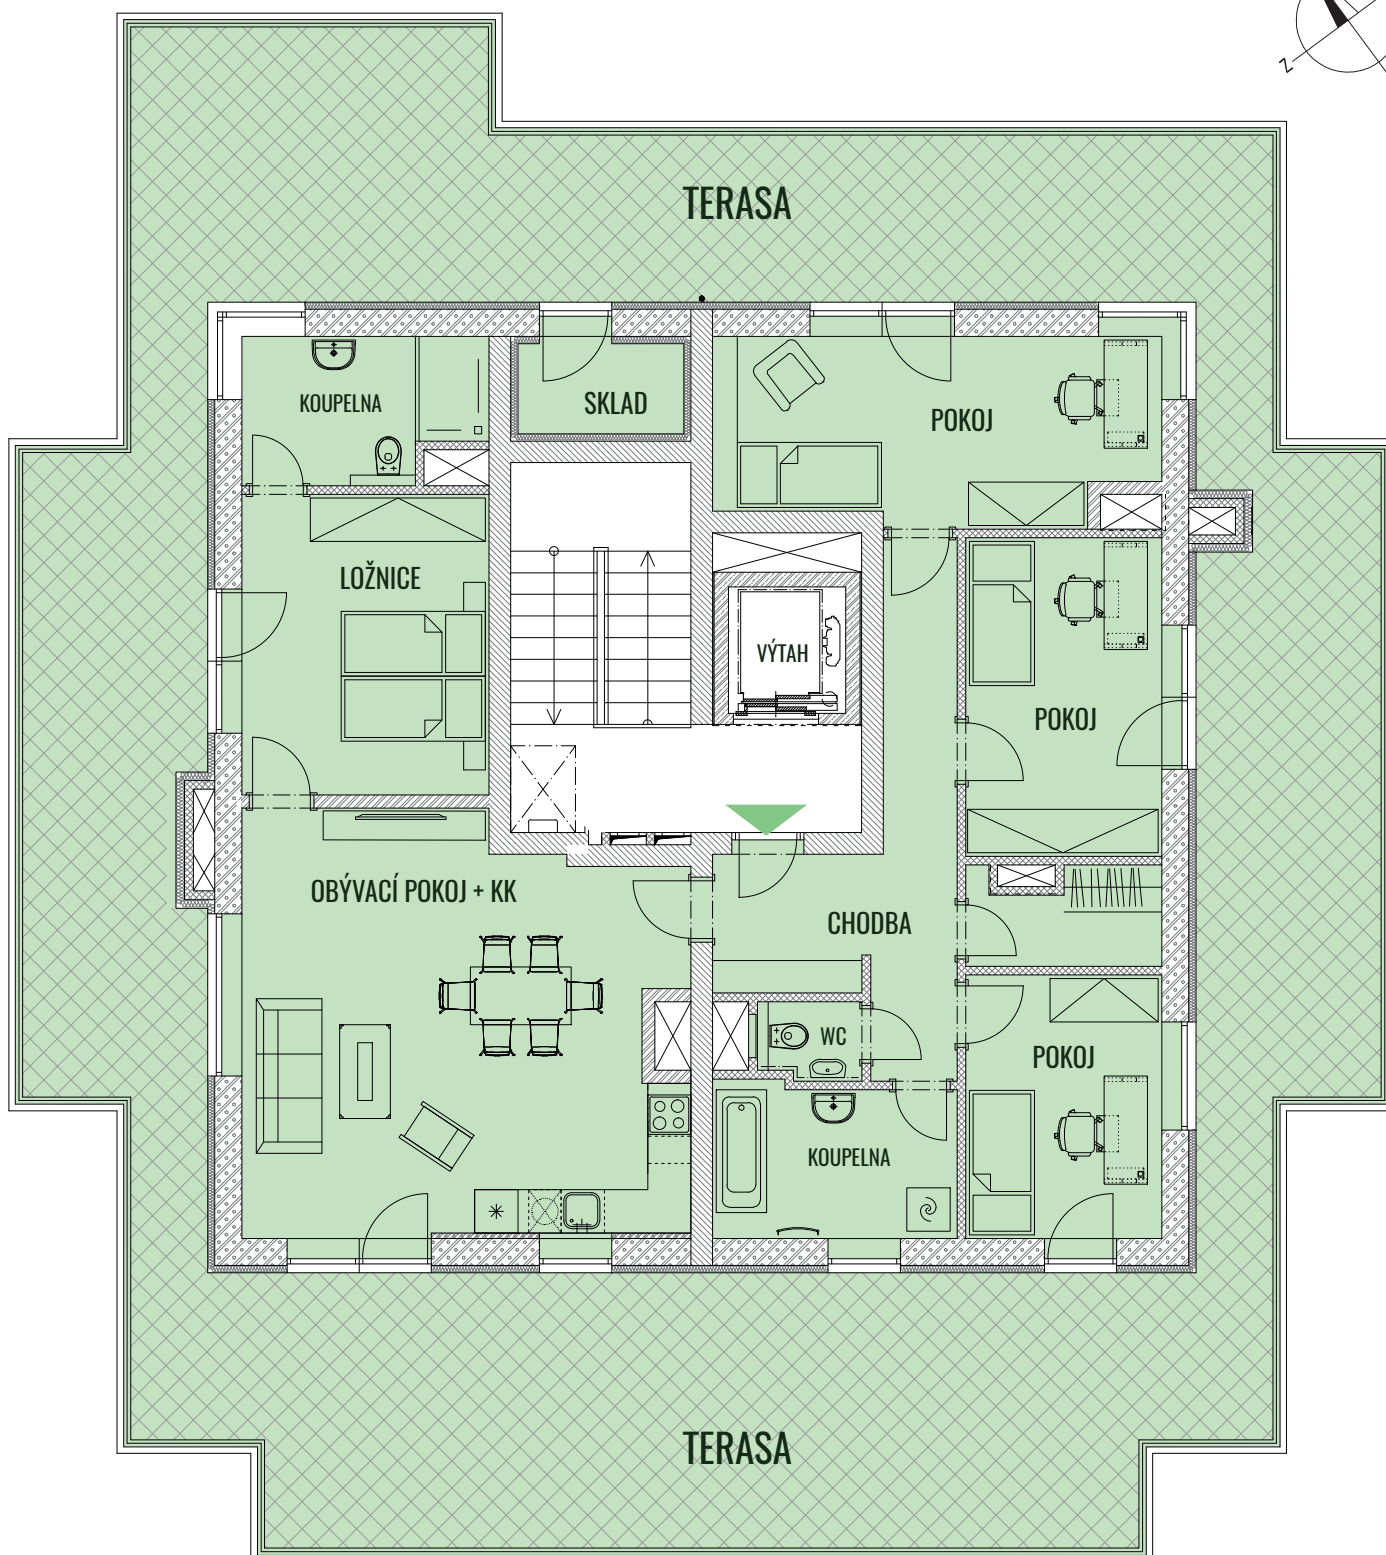 Z
TERASA
KOUPELNA
SKLAD
POKOJ
LOŽNICE
VÝTAH
POKOJ
OBÝVACÍ POKOJ + KK
CHODBA
WC
POKOJ
KOUPELNA
TERASA